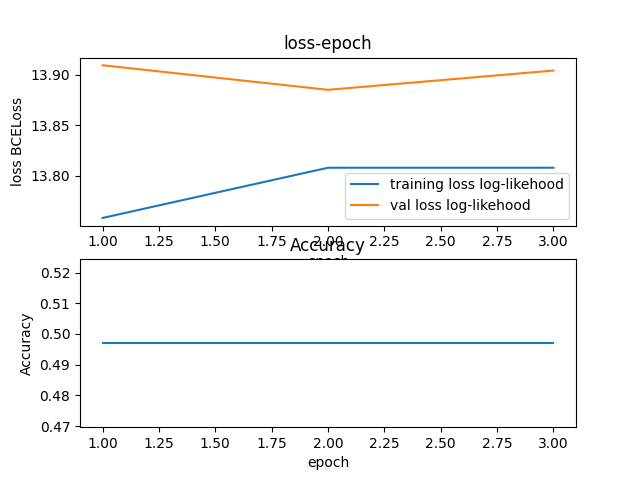 loss-epoch
loss BCELoss
13.90
13.85
13.80
training loss log-likehood
val loss log-likehood
1.00 1.25 1.50 1.75 2.00 2.25 2.50 2.75 3.00
epoch
Accuracy
Accuracy
0.52
0.51
0.50
0.49
0.48
0.47
1.00 1.25 1.50 1.75 2.00 2.25 2.50 2.75 3.00
epoch